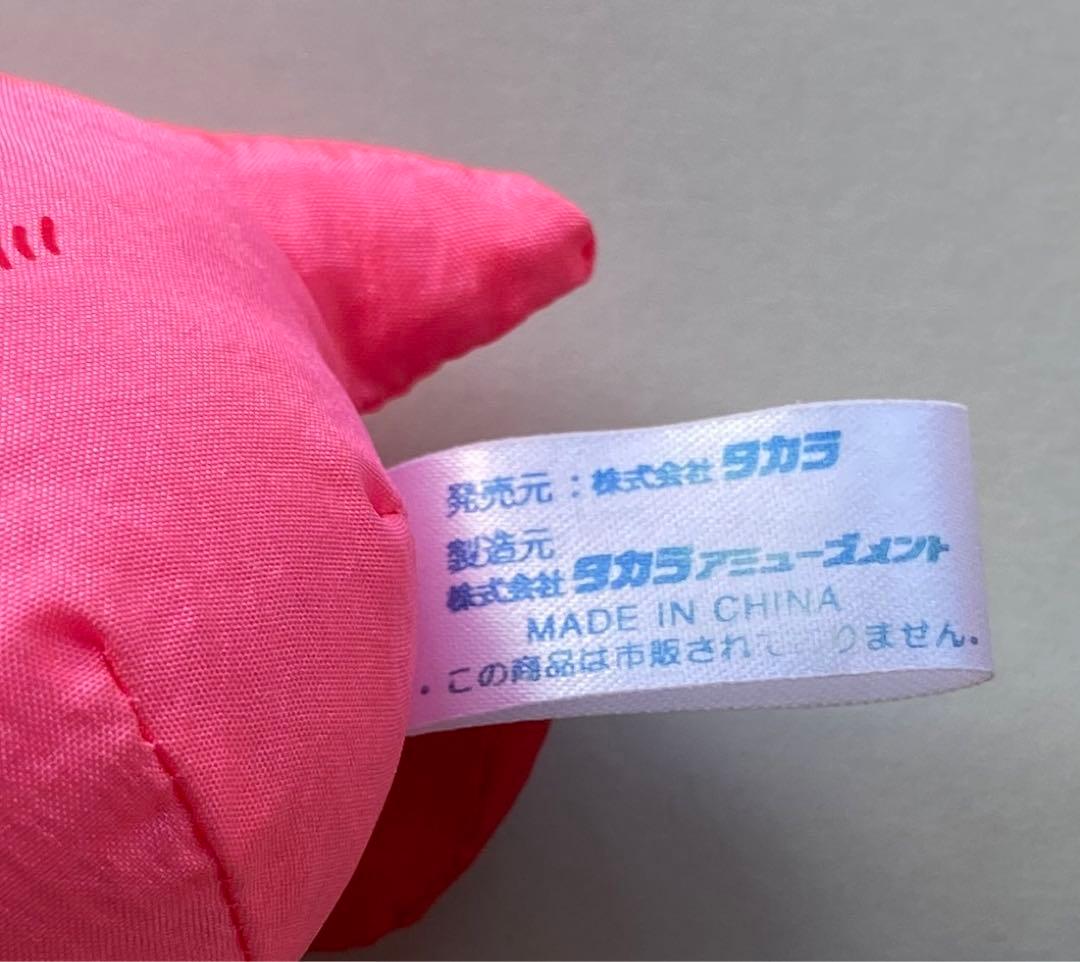 発売元：株式会社タカラ
製造元
株式会社タカラアミューズメント
MADE IN CHINA
・この商品は市販されておりません。